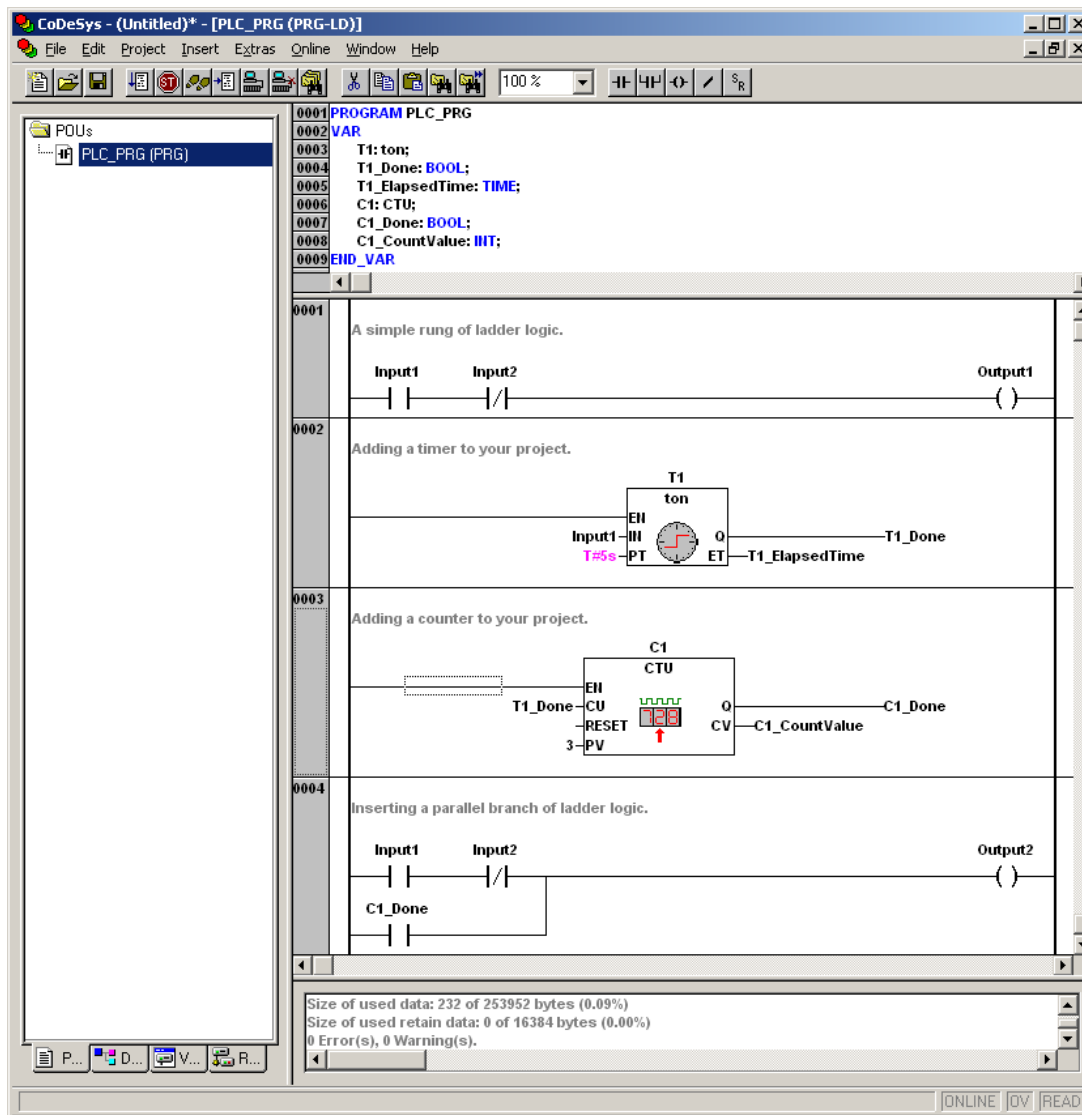 CoDeSys - (Untitled)* - [PLC_PRG (PRG-LD)]
File Edit Project Insert Extras Online Window Help
100 %
POUs
PLC_PRG (PRG)
0001 PROGRAM PLC_PRG
0002 VAR
0003 T1: ton;
0004 T1_Done: BOOL;
0005 T1_ElapsedTime: TIME;
0006 C1: CTU;
0007 C1_Done: BOOL;
0008 C1_CountValue: INT;
0009 END_VAR
0001
A simple rung of ladder logic.
Input1 Input2 Output1
0002
Adding a timer to your project.
T1
ton
EN
Input1 IN Q T1_Done
T#5s PT ET T1_ElapsedTime
0003
Adding a counter to your project.
C1
CTU
EN
T1_Done CU 728 Q C1_Done
RESET CV C1_CountValue
3 PV
0004
Inserting a parallel branch of ladder logic.
Input1 Input2 Output2
C1_Done
Size of used data: 232 of 253952 bytes (0.09%)
Size of used retain data: 0 of 16384 bytes (0.00%)
0 Error(s), 0 Warning(s).
P... D... V... R...
ONLINE OV READ